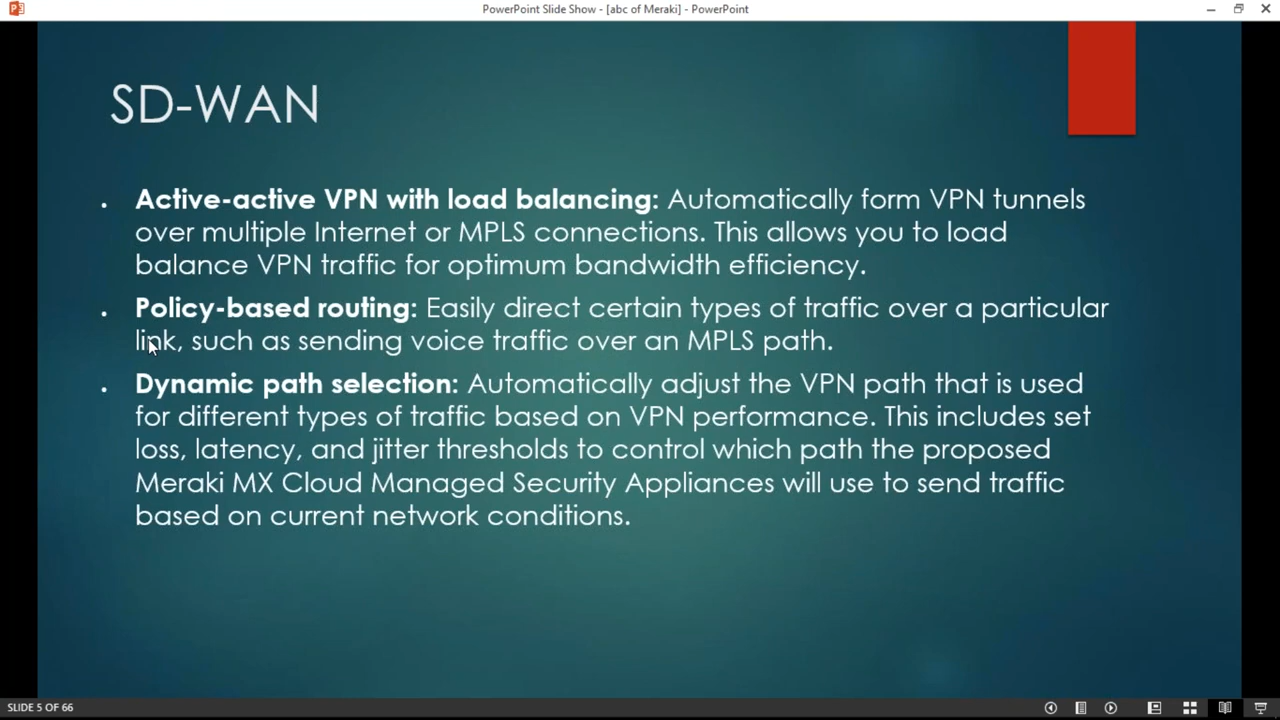 PowerPoint Slide Show - [abc of Meraki] - PowerPoint
SD-WAN
Active-active VPN with load balancing: Automatically form VPN tunnels
over multiple Internet or MPLS connections. This allows you to load
balance VPN traffic for optimum bandwidth efficiency.
Policy-based routing: Easily direct certain types of traffic over a particular
link, such as sending voice traffic over an MPLS path.
Dynamic path selection: Automatically adjust the VPN path that is used
for different types of traffic based on VPN performance. This includes set
loss, latency, and jitter thresholds to control which path the proposed
Meraki MX Cloud Managed Security Appliances will use to send traffic
based on current network conditions.
SLIDE 5 OF 66